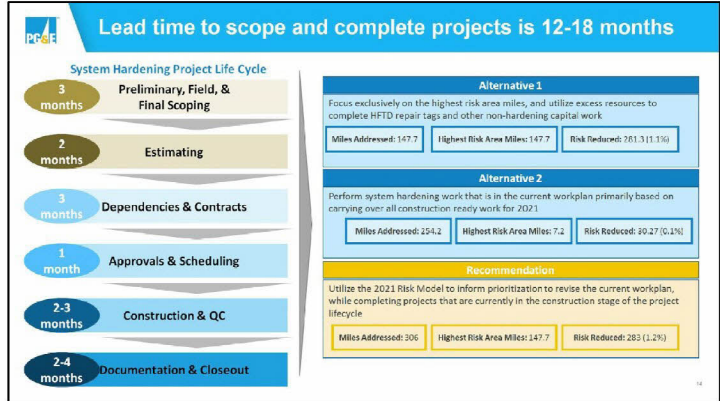 PG&E
Lead time to scope and complete projects is 12-18 months
System Hardening Project Life Cycle
3
months
Preliminary, Field, &
Final Scoping
2
months
Estimating
3
months
Dependencies & Contracts
1
month
Approvals & Scheduling
2-3
months
Construction & QC
2-4
months
Documentation & Closeout
Alternative 1
Focus exclusively on the highest risk area miles, and utilize excess resources to
complete HFTD repair tags and other non-hardening capital work
Miles Addressed: 147.7
Highest Risk Area Miles: 147.7
Risk Reduced: 281.3 (1.1%)
Alternative 2
Perform system hardening work that is in the current workplan primarily based on
carrying over all construction ready work for 2021
Miles Addressed: 254.2
Highest Risk Area Miles: 7.2
Risk Reduced: 30.27 (0.1%)
Recommendation
Utilize the 2021 Risk Model to inform prioritization to revise the current workplan,
while completing projects that are currently in the construction stage of the project
lifecycle
Miles Addressed: 306
Highest Risk Area Miles: 147.7
Risk Reduced: 283 (1.2%)